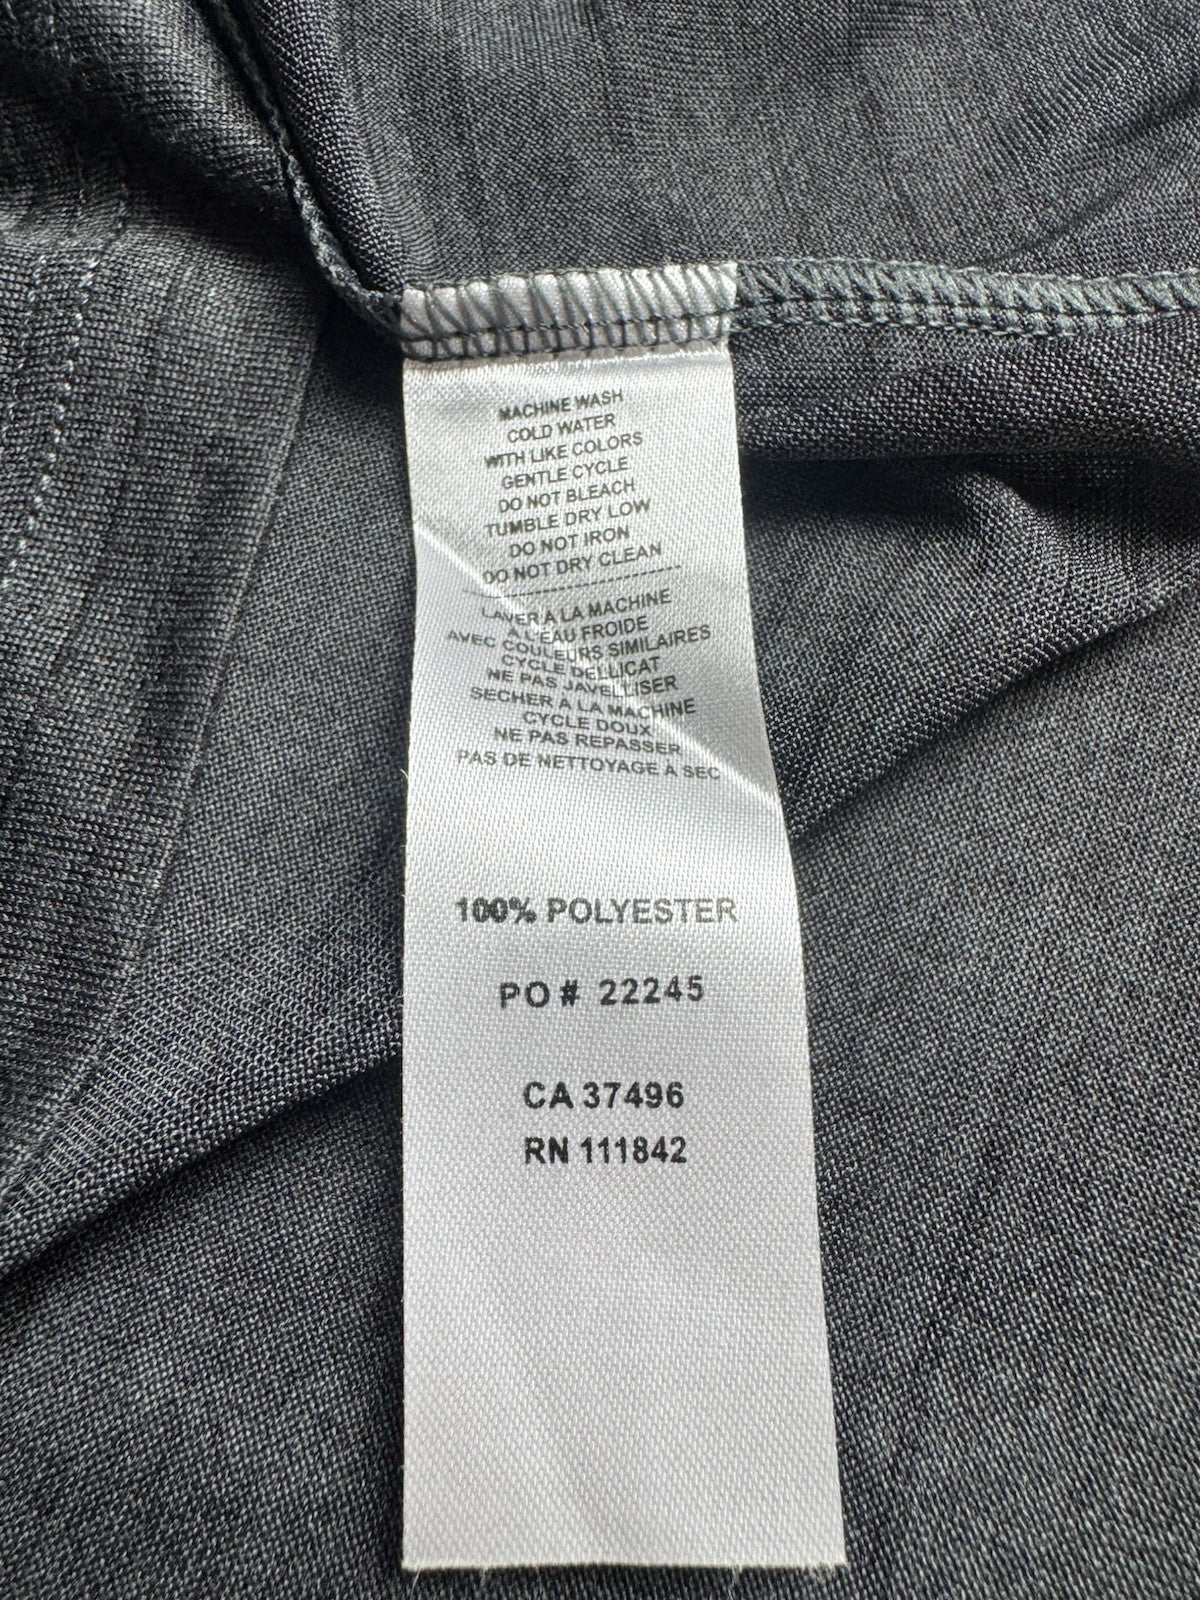 MACHINE WASH
COLD WATER
WITH LIKE COLORS
GENTLE CYCLE
DO NOT BLEACH
TUMBLE DRY LOW
DO NOT IRON
DO NOT DRY CLEAN
LAVER À LA MACHINE
A L'EAU FROIDE
AVEC COULEURS SIMILAIRES
CYCLE DELLICAT
NE PAS JAVELLISER
SECHER A LA MACHINE
CYCLE DOUX
NE PAS REPASSER
PAS DE NETTOYAGE A SEC
100% POLYESTER
PO# 22245
CA 37496
RN 111842